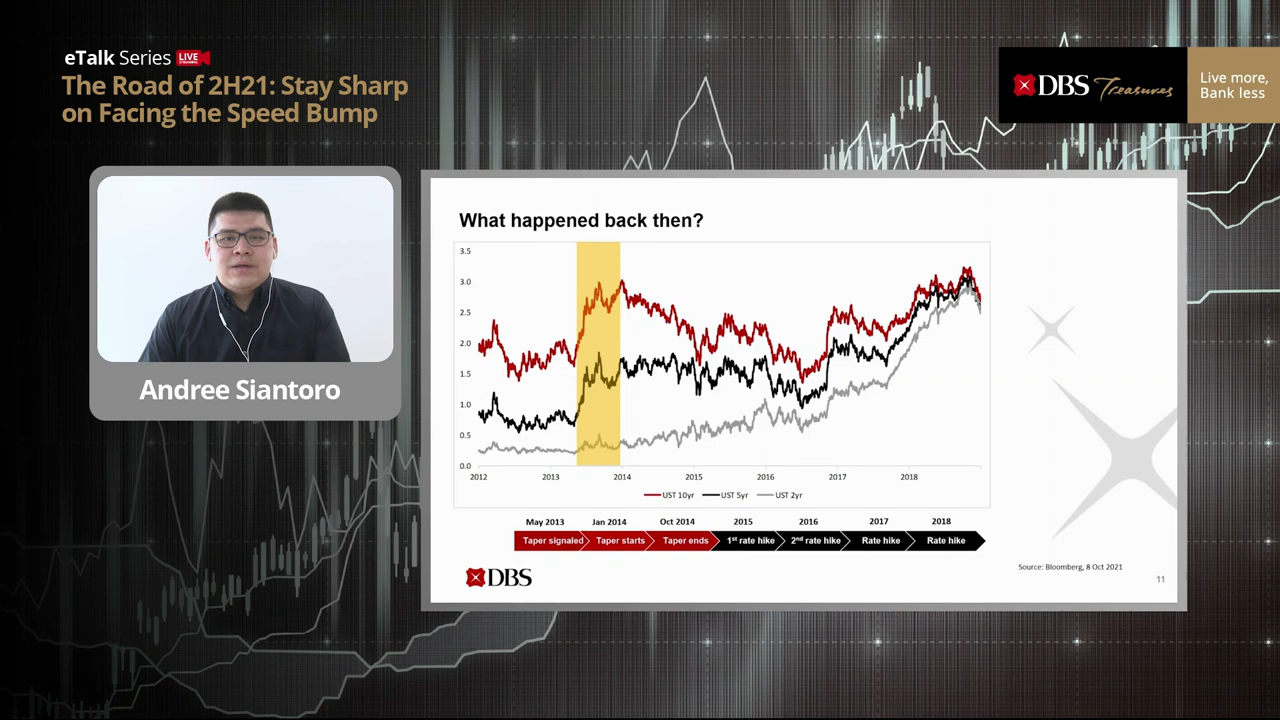 eTalk Series LIVE
The Road of 2H21: Stay Sharp
on Facing the Speed Bump
DBS Treasures
Live more,
Bank less
Andree Siantoro
What happened back then?
3.5
3.0
2.5
2.0
1.5
1.0
0.5
0.0
2012 2013 2014 2015 2016 2017 2018
UST 10yr UST 5yr UST 2yr
May 2013 Jan 2014 Oct 2014 2015 2016 2017 2018
Taper signaled Taper starts Taper ends 1st rate hike 2nd rate hike Rate hike Rate hike
Source: Bloomberg, 8 Oct 2021
DBS
11